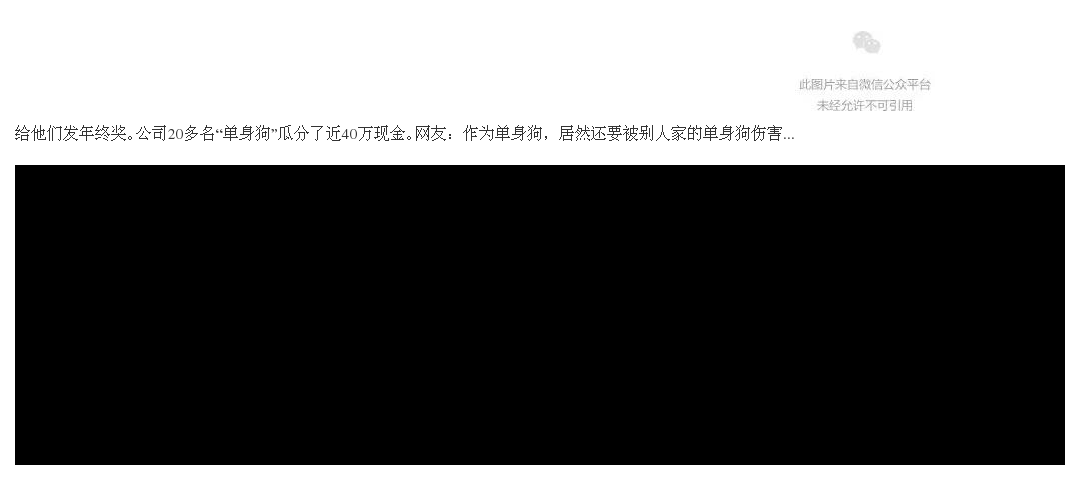 此图片来自微信公众平台
未经允许不可引用
给他们发年终奖。公司20多名“单身狗”瓜分了近40万现金。网友：作为单身狗，居然还要被别人家的单身狗伤害...